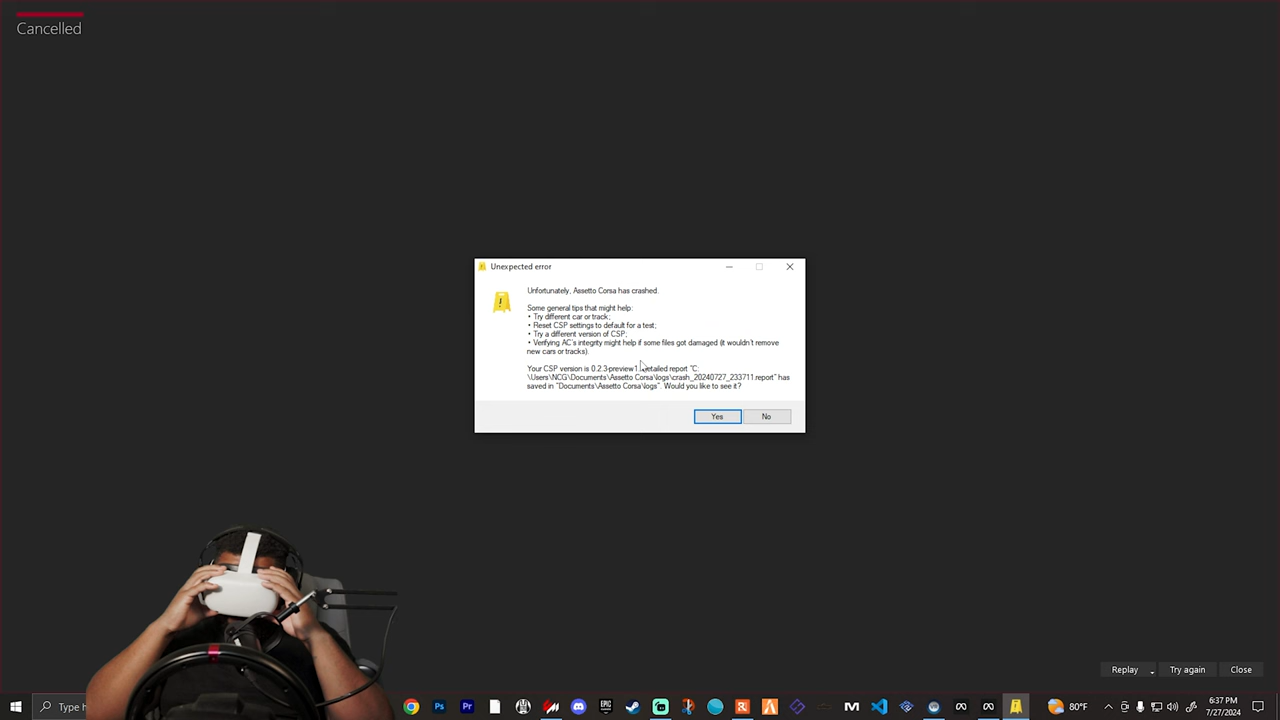 Cancelled
Unexpected error
Unfortunately, Assetto Corsa has crashed.
Some general tips that might help:
• Try different car or track;
• Reset CSP settings to default for a test;
• Try a different version of CSP;
• Verifying AC's integrity might help if some files got damaged (it wouldn't remove
new cars or tracks).
Your CSP version is 0.2.3-preview1. detailed report "C:
\Users\NCG\Documents\Assetto Corsa\logs\crash_20240727_233711.report" has
saved in "Documents\Assetto Corsa\logs". Would you like to see it?
Yes No
Replay Try again Close
Type h
Ps Pr EPIC
80°F
6:37 PM
7/27/2024